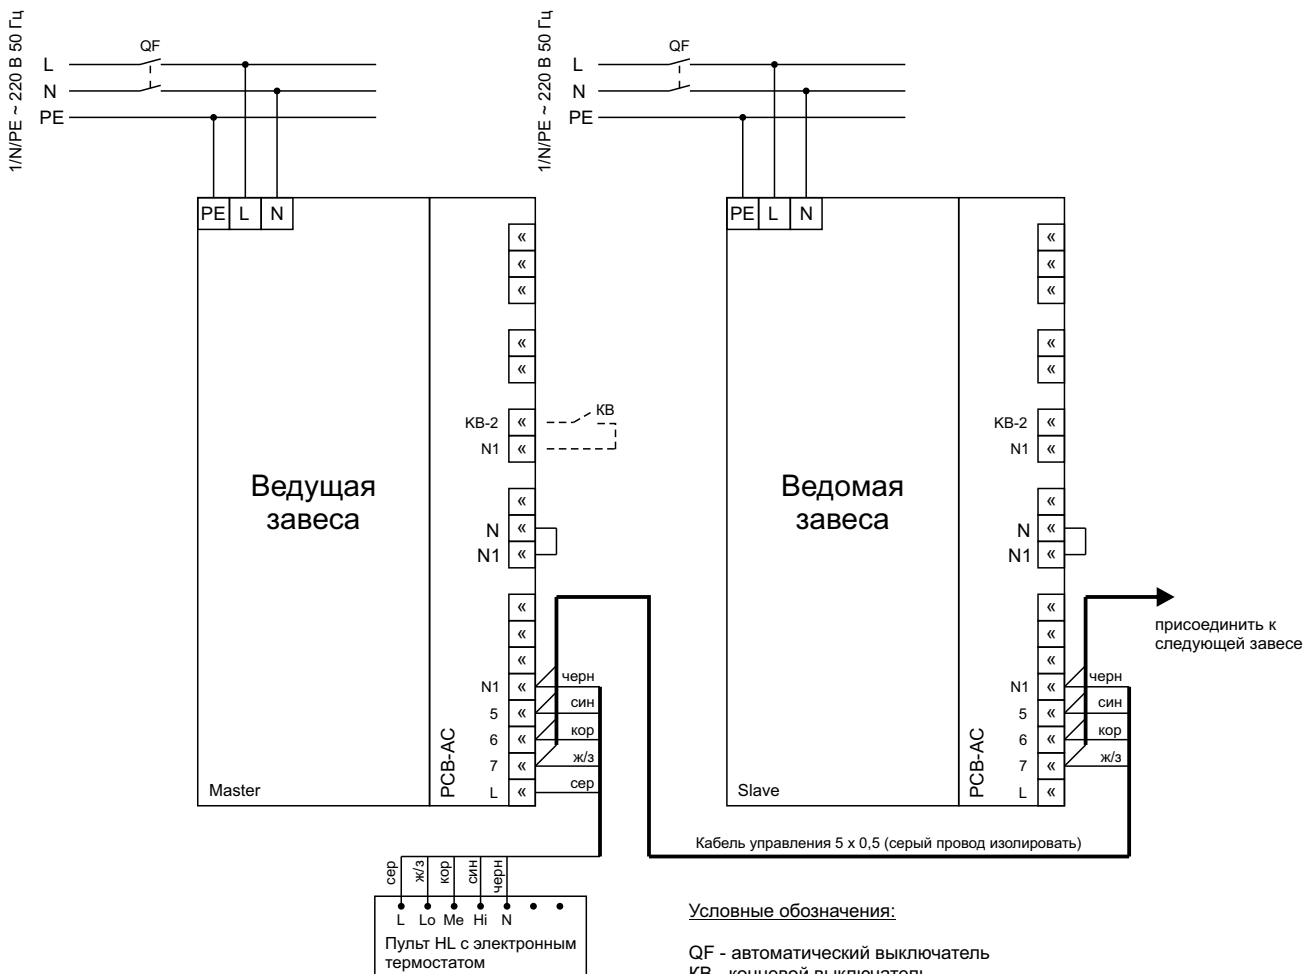 1/N/PE ~ 220 В 50 Гц
QF
L
N
PE
1/N/PE ~ 220 В 50 Гц
QF
L
N
PE
PE L N
«
«
«
«
«
KB-2 « КВ
N1 «
«
N «
N1 «
«
«
«
N1 « черн
5 « син
6 « кор
7 « ж/з
L « сер
Ведущая
завеса
Master
PCB-AC
PE L N
«
«
«
«
«
KB-2 «
N1 «
«
N «
N1 «
«
«
«
N1 « черн
5 « син
6 « кор
7 « ж/з
L «
Ведомая
завеса
Slave
PCB-AC
присоединить к
следующей завесе
Кабель управления 5 x 0,5 (серый провод изолировать)
сер ж/з кор син черн
L Lo Me Hi N
Пульт HL с электронным
термостатом
Условные обозначения:
QF - автоматический выключатель
КВ - концевой выключатель